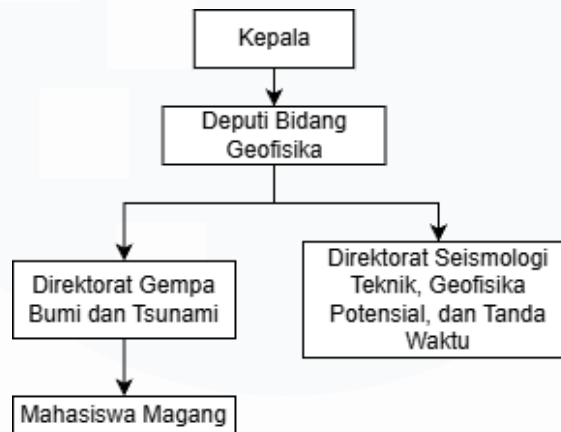 Kepala
Deputi Bidang
Geofisika
Direktorat Gempa
Bumi dan Tsunami
Direktorat Seismologi
Teknik, Geofisika
Potensial, dan Tanda
Waktu
Mahasiswa Magang